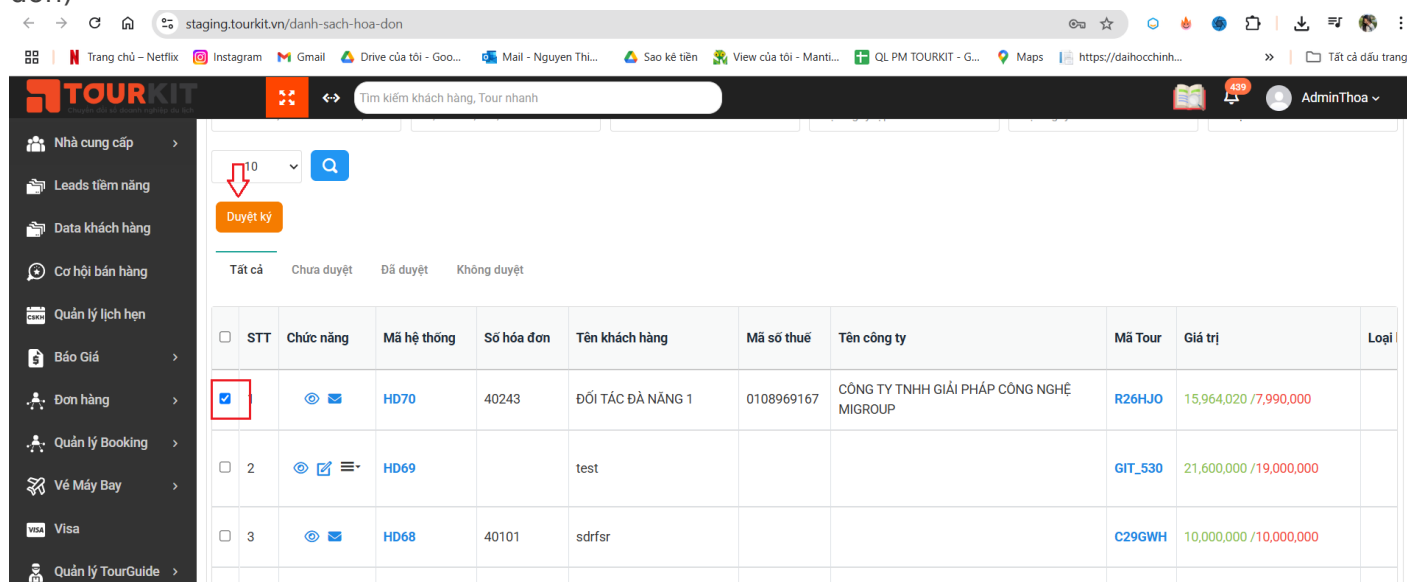 staging.tourkit.vn/danh-sach-hoa-don
Trang chủ – Netflix Instagram Gmail Drive của tôi - Goo... Mail - Nguyen Thi... Sao kê tiền View của tôi - Manti... QL PM TOURKIT - G... Maps https://daihocchinh... » Tất cả dấu trang
TOURKIT Tìm kiếm khách hàng, Tour nhanh 439 AdminThoa
Nhà cung cấp
10
Leads tiềm năng
Duyệt ký
Data khách hàng
Cơ hội bán hàng
Tất cả Chưa duyệt Đã duyệt Không duyệt
Quản lý lịch hẹn
STT Chức năng Mã hệ thống Số hóa đơn Tên khách hàng Mã số thuế Tên công ty Mã Tour Giá trị Loại
Báo Giá
Đơn hàng
1 HD70 40243 ĐỐI TÁC ĐÀ NĂNG 1 0108969167 CÔNG TY TNHH GIẢI PHÁP CÔNG NGHỆ R26HJO 15,964,020 /7,990,000
MIGROUP
Quản lý Booking
2 HD69 test GIT_530 21,600,000 /19,000,000
Vé Máy Bay
VISA Visa
3 HD68 40101 sdrfsr C29GWH 10,000,000 /10,000,000
Quản lý TourGuide